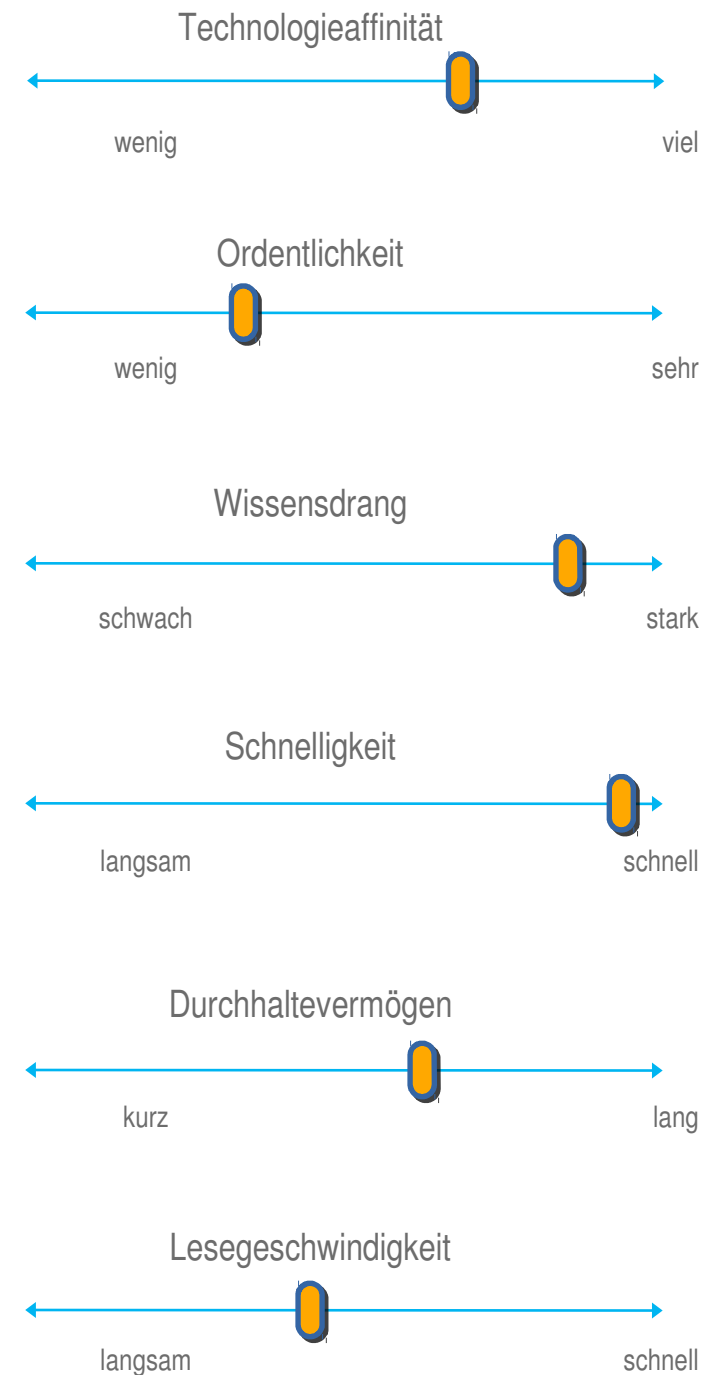 Technologieaffinität
wenig viel
Ordentlichkeit
wenig sehr
Wissensdrang
schwach stark
Schnelligkeit
langsam schnell
Durchhaltevermögen
kurz lang
Lesegeschwindigkeit
langsam schnell